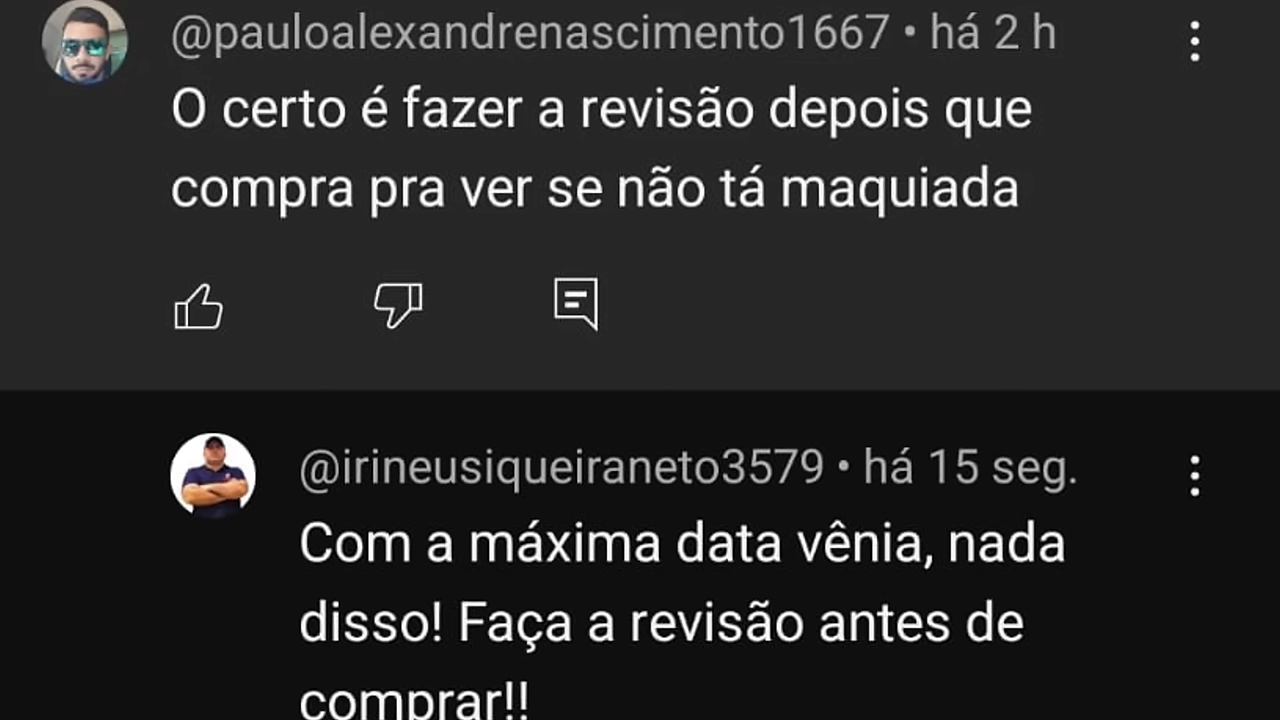 @pauloalexandrenascimento1667 • há 2 h
O certo é fazer a revisão depois que
compra pra ver se não tá maquiada
@irineusiqueiraneto3579 • há 15 seg.
Com a máxima data vênia, nada
disso! Faça a revisão antes de
comprar!!